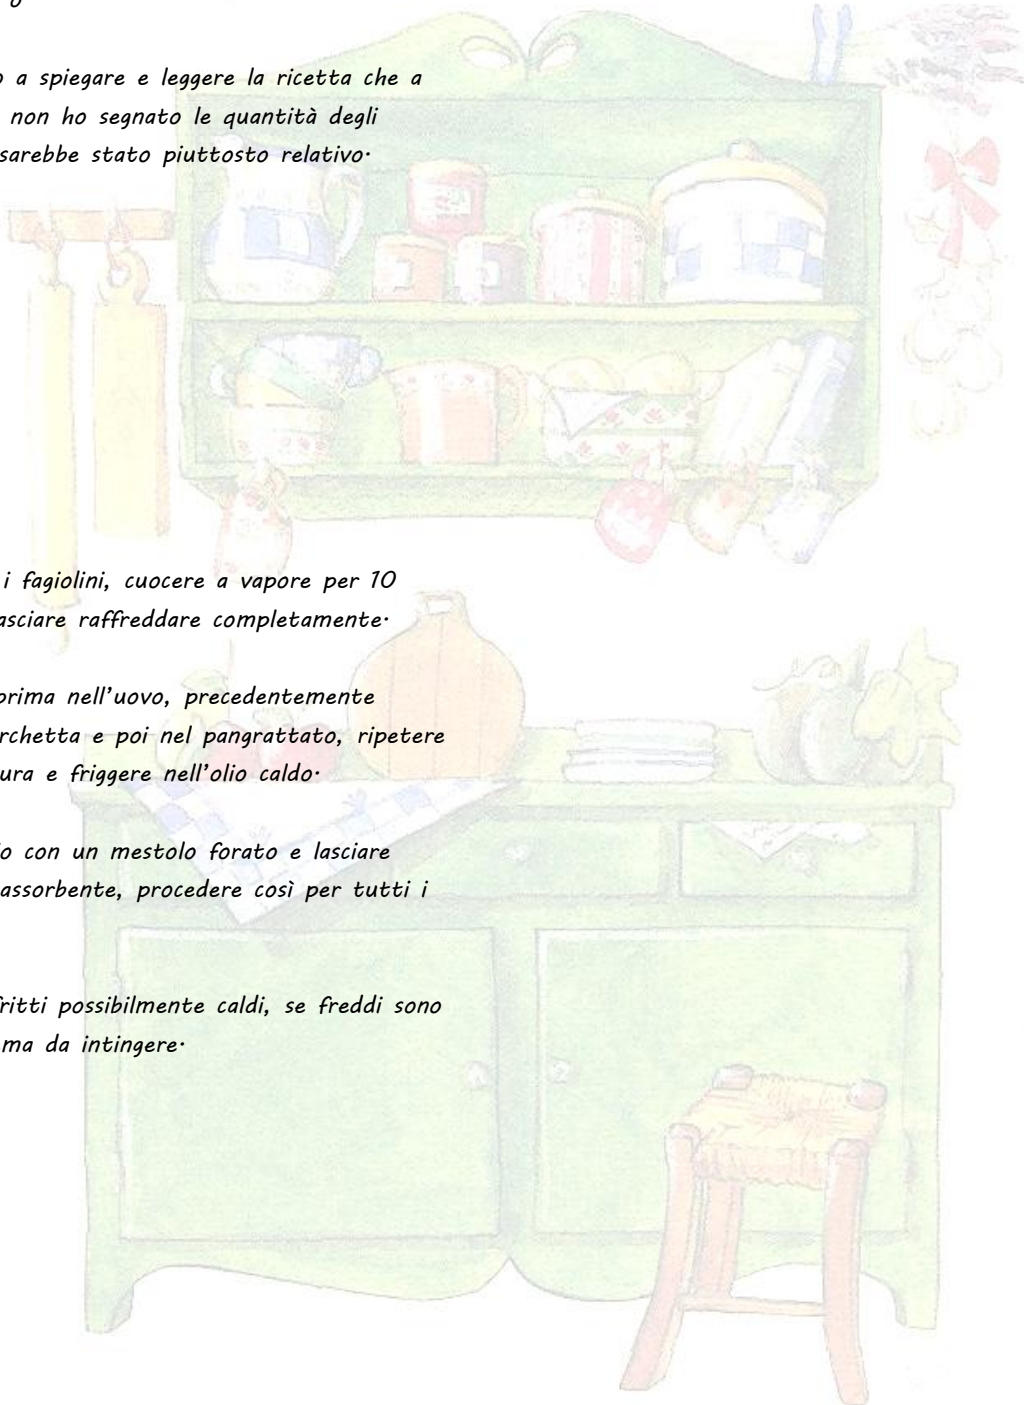 o a spiegare e leggere la ricetta che a
non ho segnato le quantità degli
sarebbe stato piuttosto relativo.
i fagiolini, cuocere a vapore per 10
asciare raffreddare completamente.
prima nell'uovo, precedentemente
rchetta e poi nel pangrattato, ripetere
ura e friggere nell'olio caldo.
o con un mestolo forato e lasciare
assorbente, procedere così per tutti i
fritti possibilmente caldi, se freddi sono
ma da intingere.